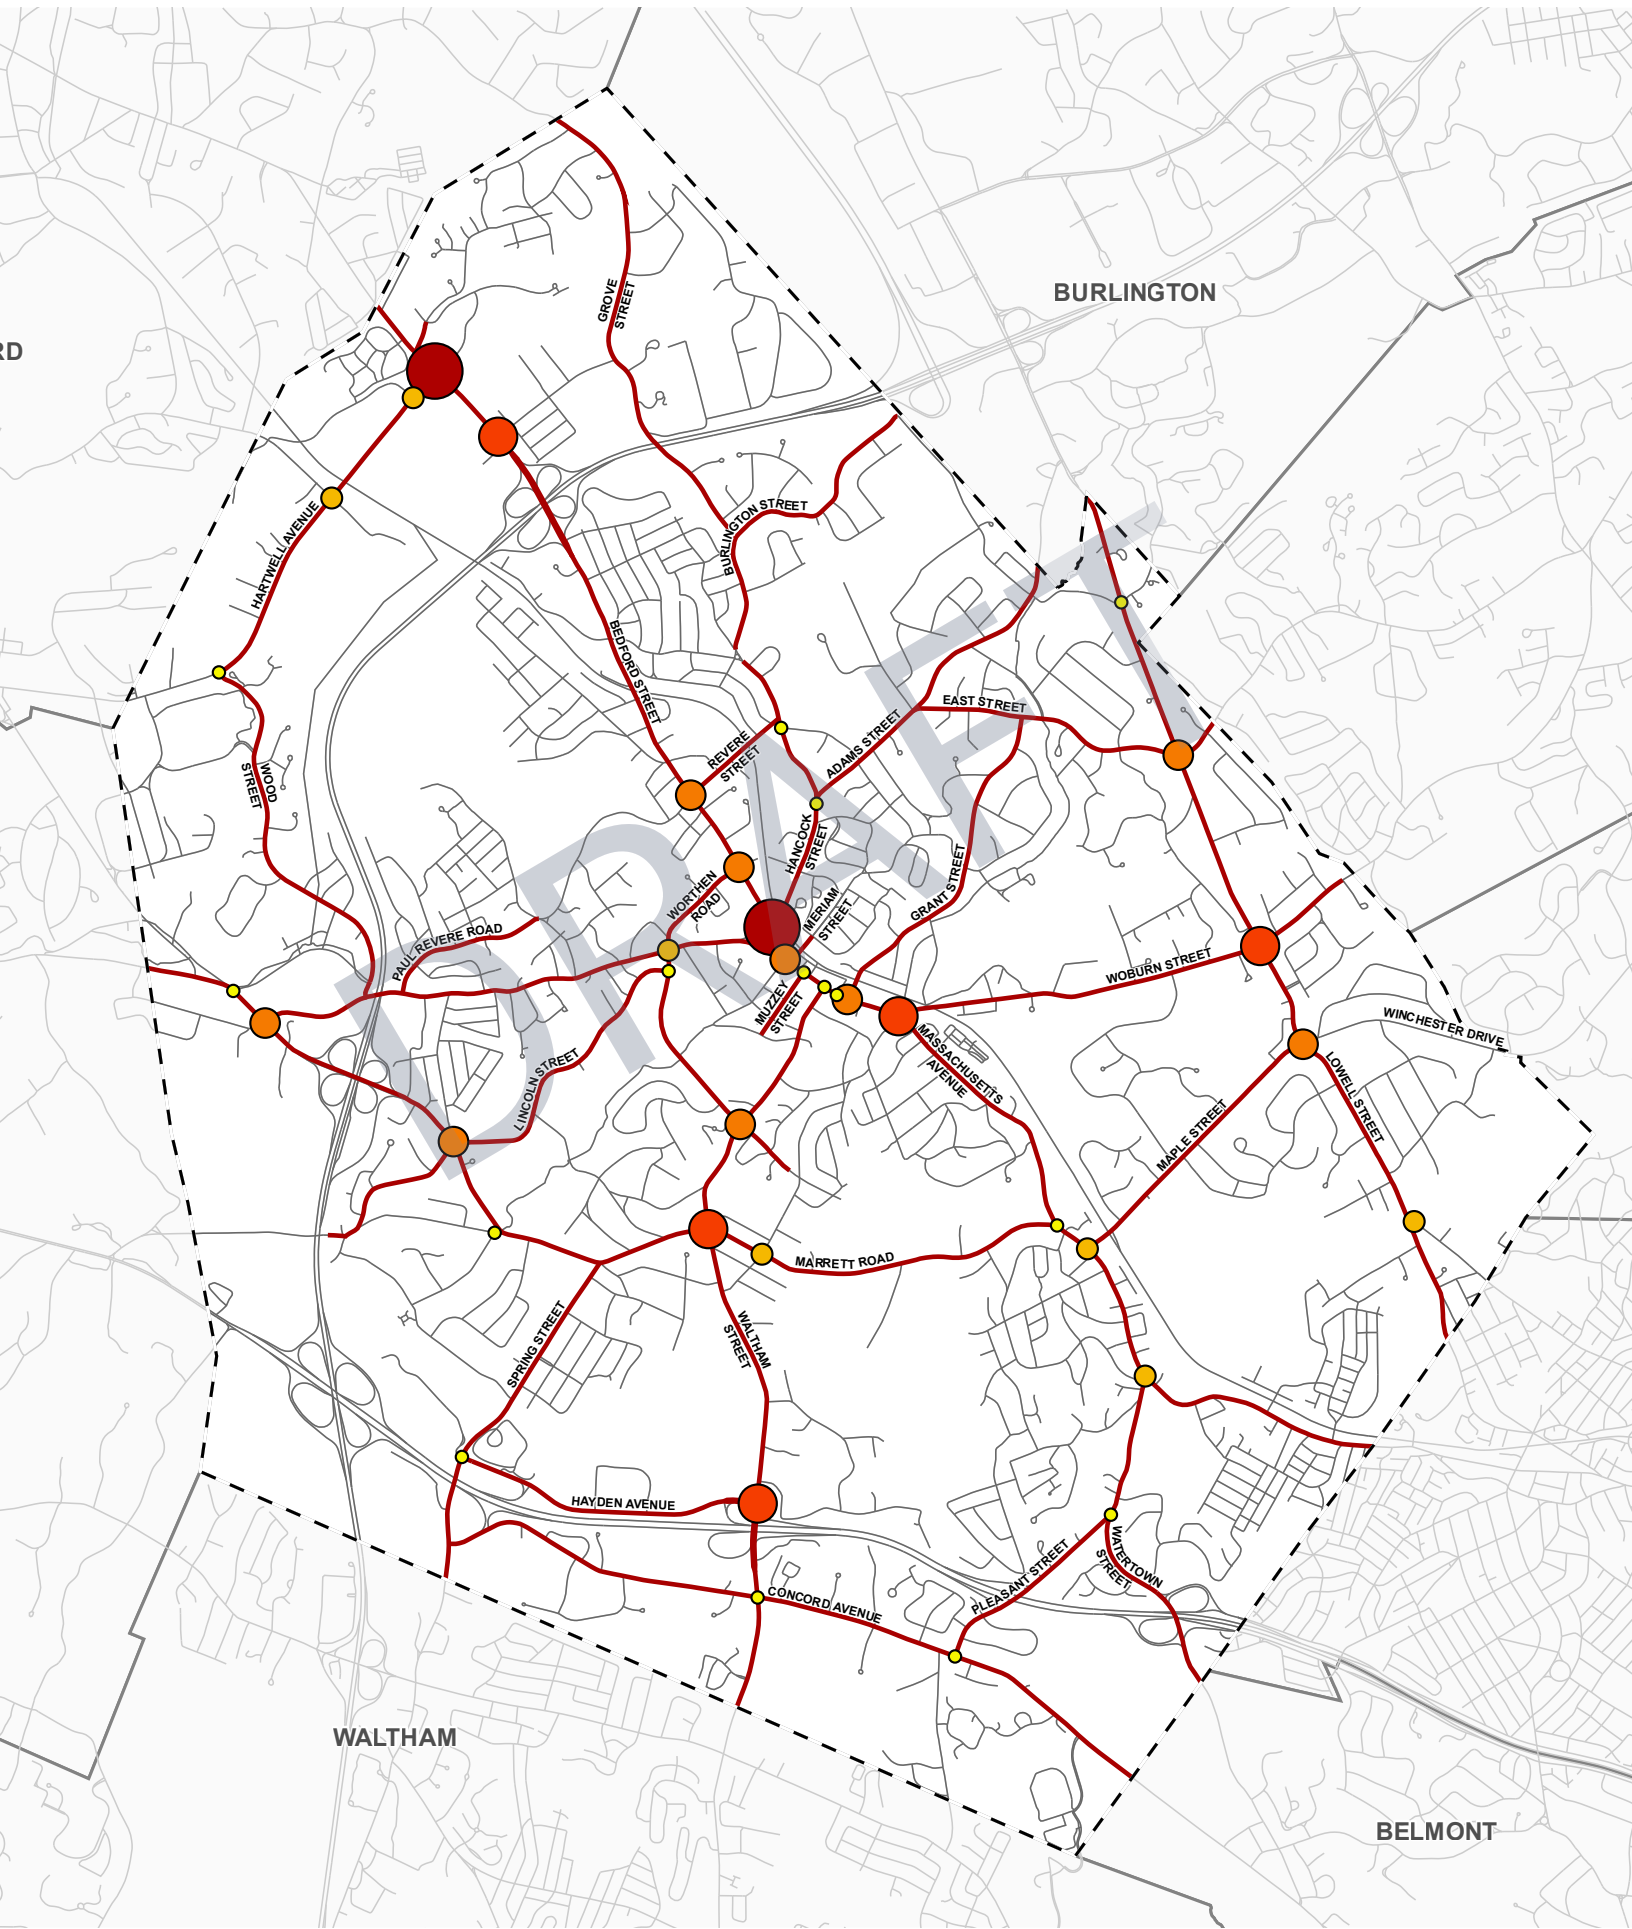 BURLINGTON
RD
GROVE
STREET
BURLINGTON STREET
HARTWELL AVENUE
BEDFORD STREET
EAST STREET
ADAMS STREET
REVERE
STREET
WOOD
STREET
HANCOCK
STREET
WORTHEN
ROAD
MERIAM
STREET
GRANT STREET
PAUL REVERE ROAD
WOBURN STREET
MUZZEY
STREET
WINCHESTER DRIVE
MASSACHUSETTS
AVENUE
LINCOLN STREET
LOWELL STREET
MAPLE STREET
MARRETT ROAD
SPRING STREET
WALTHAM
STREET
HAYDEN AVENUE
PLEASANT STREET
WATERTOWN
STREET
CONCORD AVENUE
WALTHAM
BELMONT
DRAFT